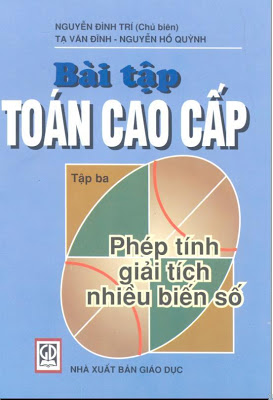 NGUYỄN ĐÌNH TRÍ (Chủ biên)
TẠ VĂN ĐĨNH - NGUYỄN HỒ QUỲNH
Bài tập
TOÁN CAO CẤP
Tập ba
Phép tính
giải tích
nhiều biến số
GD
NHÀ XUẤT BẢN GIÁO DỤC